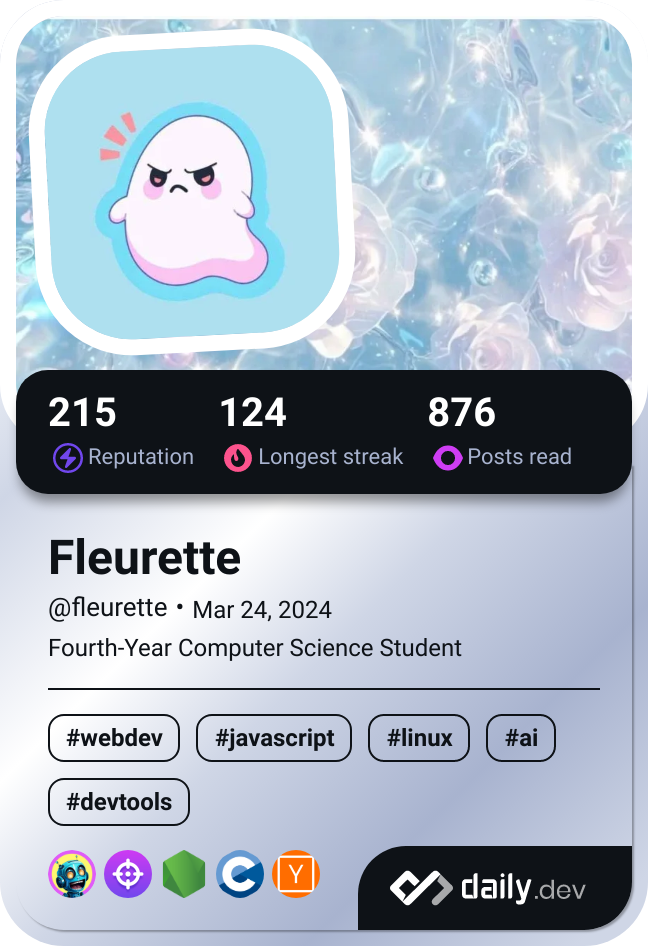 215 124 876
Reputation Longest streak Posts read
Fleurette
@fleurette • Mar 24, 2024
Fourth-Year Computer Science Student
#webdev #javascript #linux #ai
#devtools
C Y
daily.dev